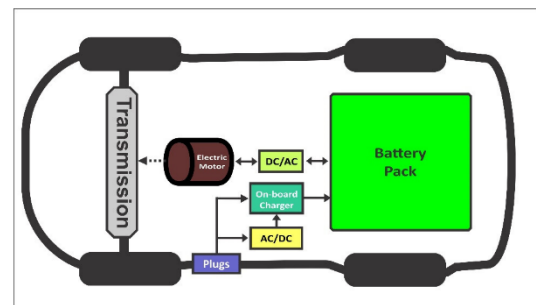 Transmission
Electric
Motor
DC/AC
Battery
Pack
On-board
Charger
AC/DC
Plugs